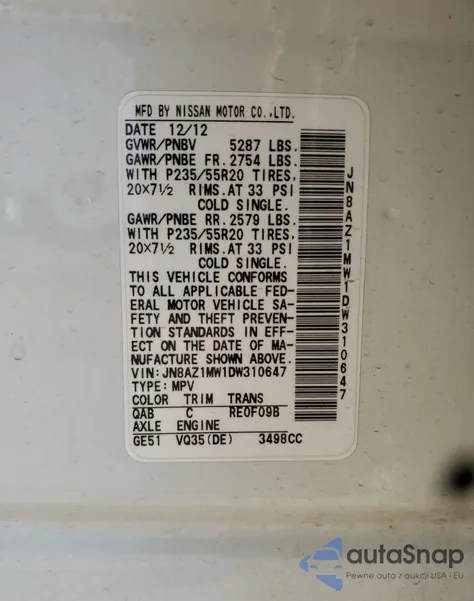 MFD BY NISSAN MOTOR CO.,LTD.
DATE 12/12
GVWR/PNBV 5287 LBS.
GAWR/PNBE FR. 2754 LBS.
WITH P235/55R20 TIRES,
20×7½ RIMS. AT 33 PSI
COLD SINGLE.
GAWR/PNBE RR. 2579 LBS.
WITH P235/55R20 TIRES,
20×7½ RIMS. AT 33 PSI
COLD SINGLE.
THIS VEHICLE CONFORMS
TO ALL APPLICABLE FED-
ERAL MOTOR VEHICLE SA-
FETY AND THEFT PREVEN-
TION STANDARDS IN EFF-
ECT ON THE DATE OF MA-
NUFACTURE SHOWN ABOVE.
VIN:JN8AZ1MW1DW310647
TYPE: MPV
COLOR TRIM TRANS
QAB C RE0F09B
AXLE ENGINE
GE51 VQ35(DE) 3498CC
JN8AZ1MW1DW310647
autaSnap
Pewne auta z aukcji USA i EU